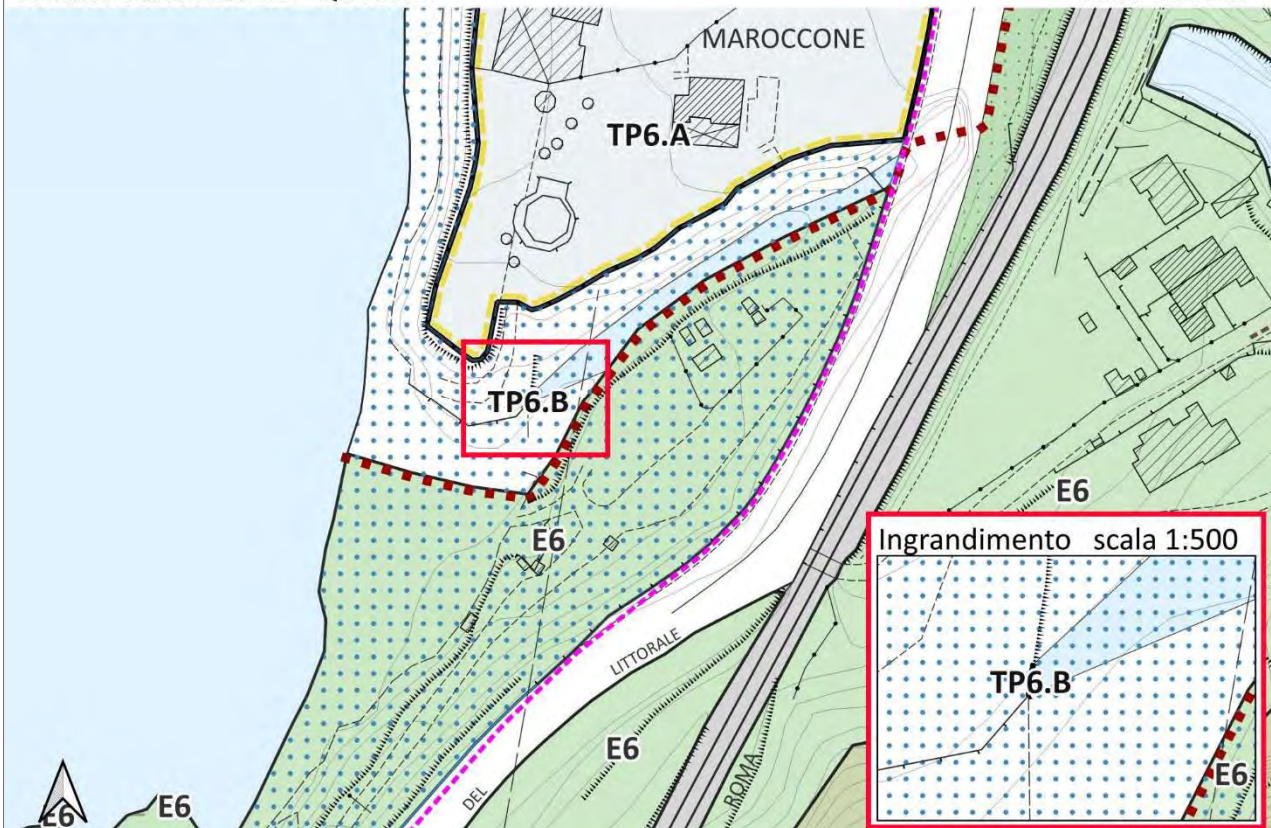 MAROCCONE
TP6.A
TP6.B
E6
E6
Ingrandimento scala 1:500
TP6.B
E6
E6
LITTORALE
DEL
ROMA
E6
E6